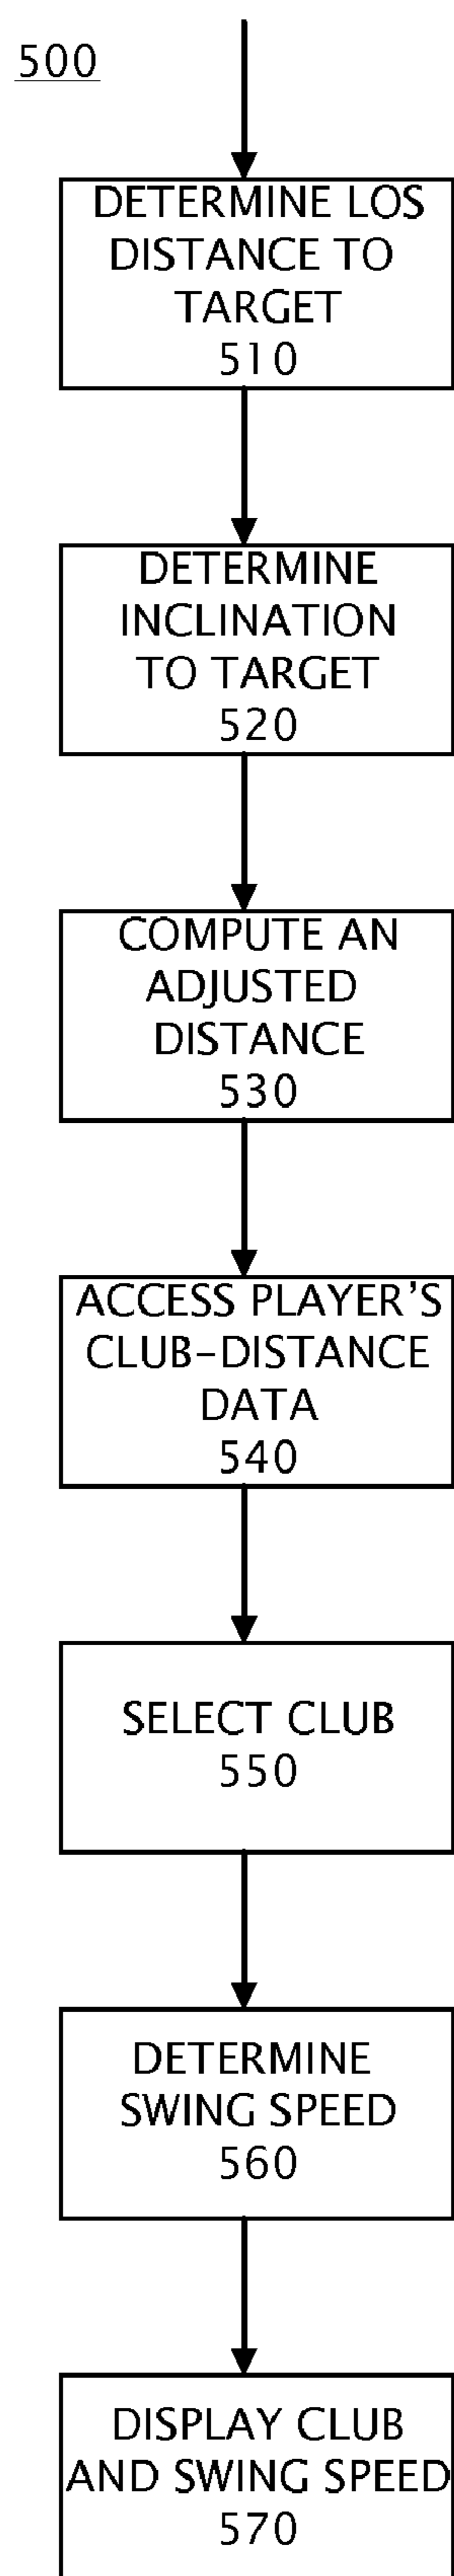 500
DETERMINE LOS
DISTANCE TO
TARGET
510
DETERMINE
INCLINATION
TO TARGET
520
COMPUTE AN
ADJUSTED
DISTANCE
530
ACCESS PLAYER'S
CLUB-DISTANCE
DATA
540
SELECT CLUB
550
DETERMINE
SWING SPEED
560
DISPLAY CLUB
AND SWING SPEED
570